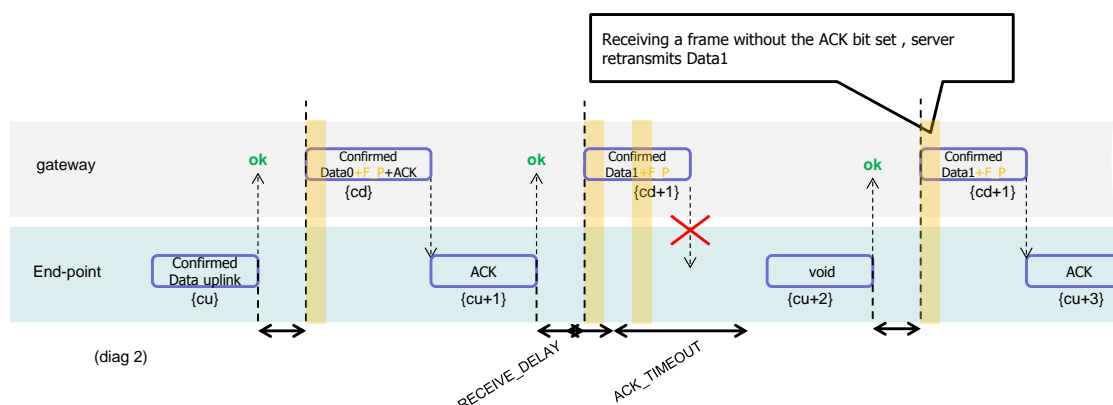 Receiving a frame without the ACK bit set , server
retransmits Data1
gateway
ok
Confirmed
Data0+F_P+ACK
{cd}
ok
Confirmed
Data1+F_P
{cd+1}
ok
Confirmed
Data1+F_P
{cd+1}
End-point
Confirmed
Data uplink
{cu}
ACK
{cu+1}
void
{cu+2}
ACK
{cu+3}
(diag 2)
RECEIVE_DELAY
ACK_TIMEOUT